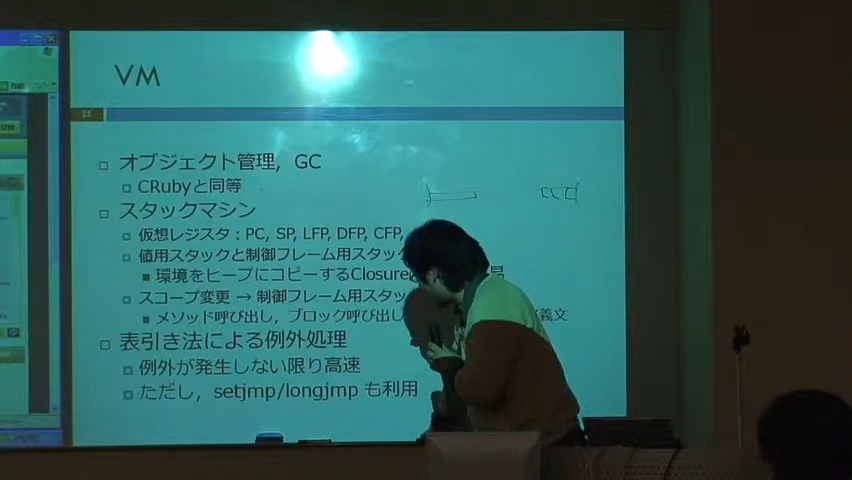 VM
25
オブジェクト管理，GC
CRubyと同等
スタックマシン
仮想レジスタ：PC, SP, LFP, DFP, CFP,
値用スタックと制御フレーム用スタッ
環境をヒープにコピーするClosure
スコープ変更 → 制御フレーム用スタッ
メソッド呼び出し，ブロック呼び出し 義文
表引き法による例外処理
例外が発生しない限り高速
ただし，setjmp/longjmp も利用